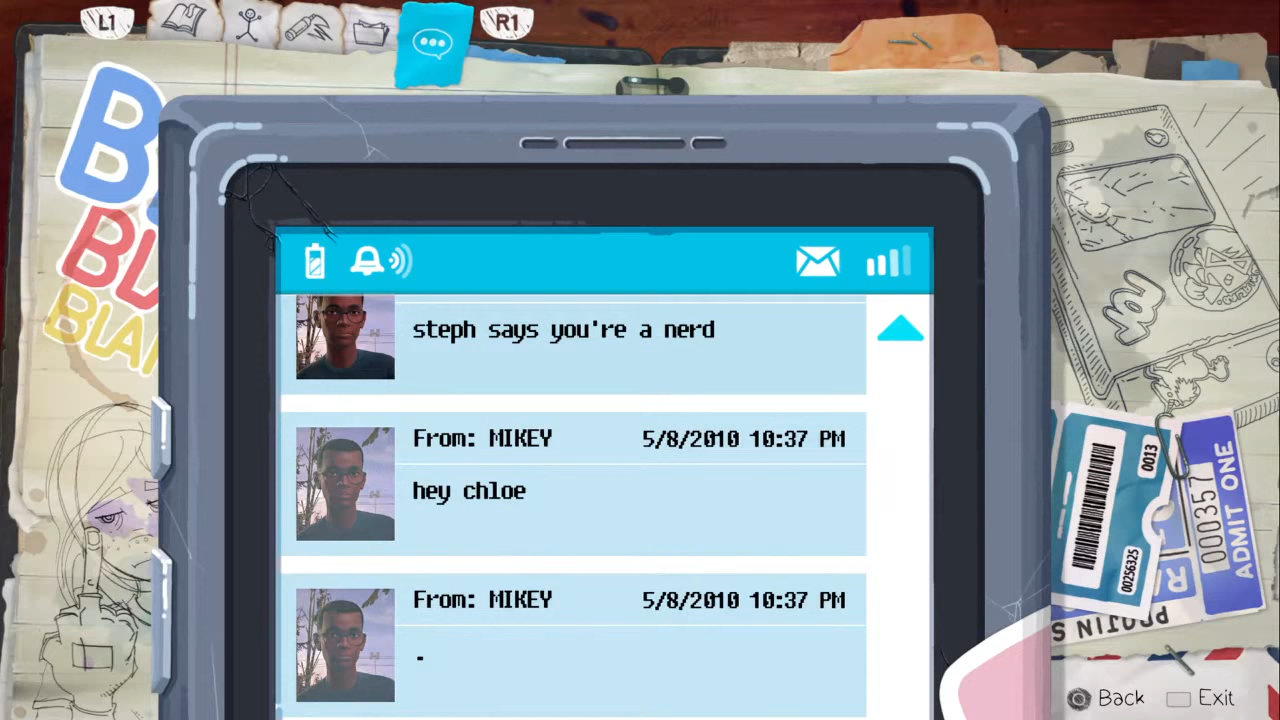 L1
R1
steph says you're a nerd
From: MIKEY 5/8/2010 10:37 PM
hey chloe
From: MIKEY 5/8/2010 10:37 PM
.
0013
00256325
000357
ADMIT ONE
Back
Exit